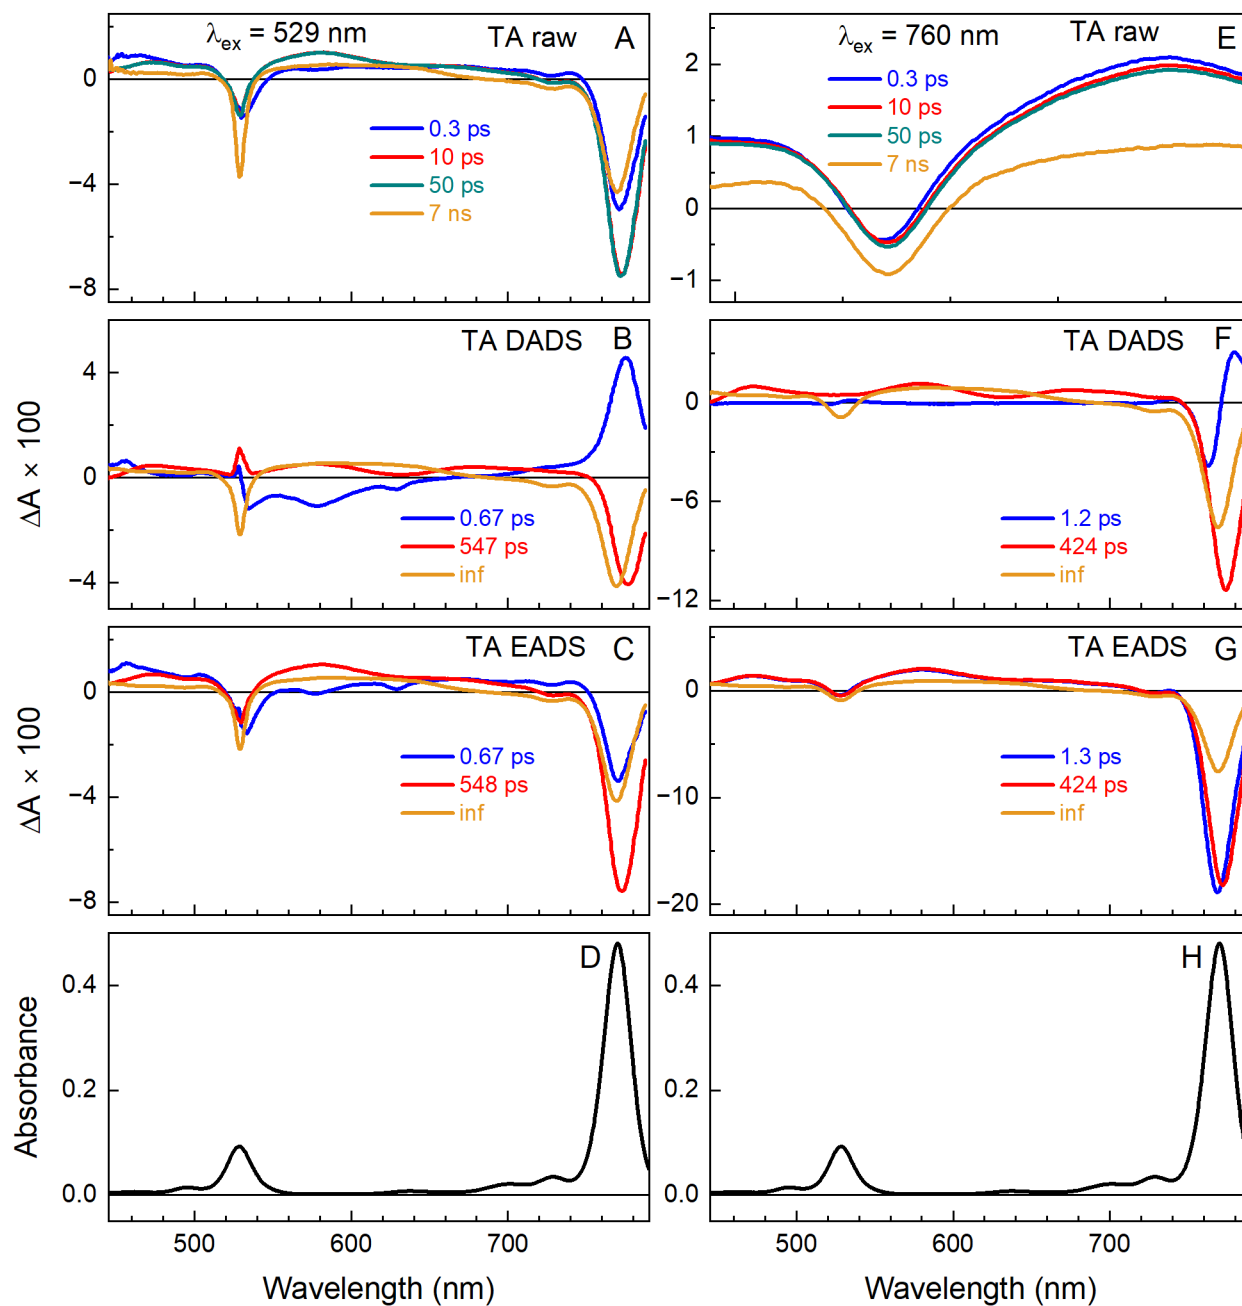 λex = 529 nm
TA raw
A
0
−4
−8
0.3 ps
10 ps
50 ps
7 ns
λex = 760 nm
TA raw
E
2
1
0
−1
0.3 ps
10 ps
50 ps
7 ns
TA DADS
B
4
0
−4
0.67 ps
547 ps
inf
TA DADS
F
0
−6
−12
1.2 ps
424 ps
inf
ΔA × 100
TA EADS
C
0
−4
−8
0.67 ps
548 ps
inf
TA EADS
G
0
−10
−20
1.3 ps
424 ps
inf
ΔA × 100
D
0.4
0.2
0.0
Absorbance
500
600
700
Wavelength (nm)
H
0.4
0.2
0.0
500
600
700
Wavelength (nm)